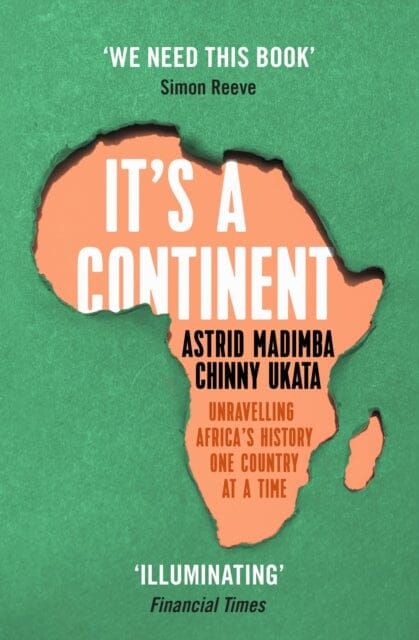 ‘WE NEED THIS BOOK’
Simon Reeve
IT’S A
CONTINENT
ASTRID MADIMBA
CHINNY UKATA
UNRAVELLING
AFRICA’S HISTORY
ONE COUNTRY
AT A TIME
‘ILLUMINATING’
Financial Times